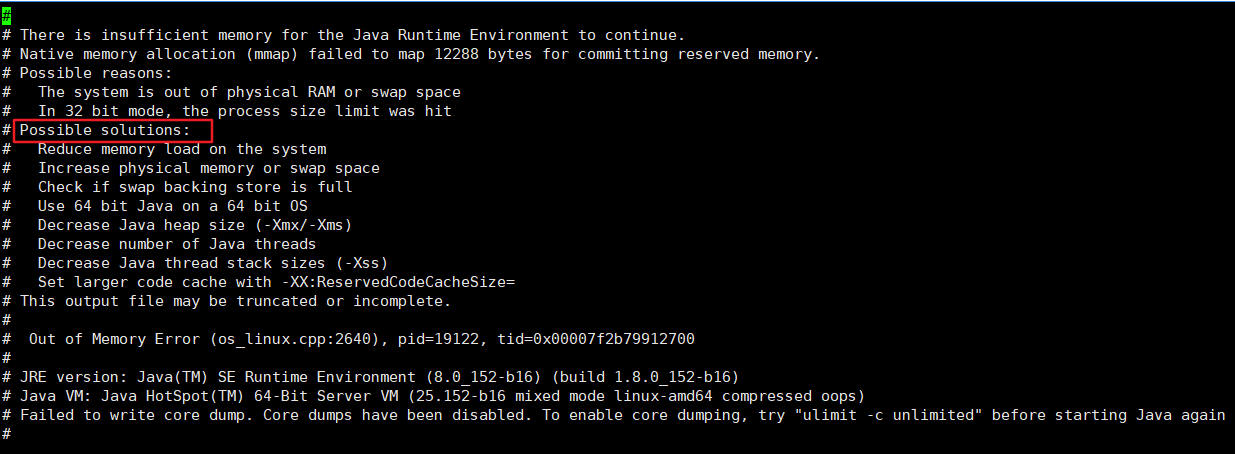 #
# There is insufficient memory for the Java Runtime Environment to continue.
# Native memory allocation (mmap) failed to map 12288 bytes for committing reserved memory.
# Possible reasons:
#   The system is out of physical RAM or swap space
#   In 32 bit mode, the process size limit was hit
# Possible solutions:
#   Reduce memory load on the system
#   Increase physical memory or swap space
#   Check if swap backing store is full
#   Use 64 bit Java on a 64 bit OS
#   Decrease Java heap size (-Xmx/-Xms)
#   Decrease number of Java threads
#   Decrease Java thread stack sizes (-Xss)
#   Set larger code cache with -XX:ReservedCodeCacheSize=
# This output file may be truncated or incomplete.
#
#  Out of Memory Error (os_linux.cpp:2640), pid=19122, tid=0x00007f2b79912700
#
# JRE version: Java(TM) SE Runtime Environment (8.0_152-b16) (build 1.8.0_152-b16)
# Java VM: Java HotSpot(TM) 64-Bit Server VM (25.152-b16 mixed mode linux-amd64 compressed oops)
# Failed to write core dump. Core dumps have been disabled. To enable core dumping, try "ulimit -c unlimited" before starting Java again
#